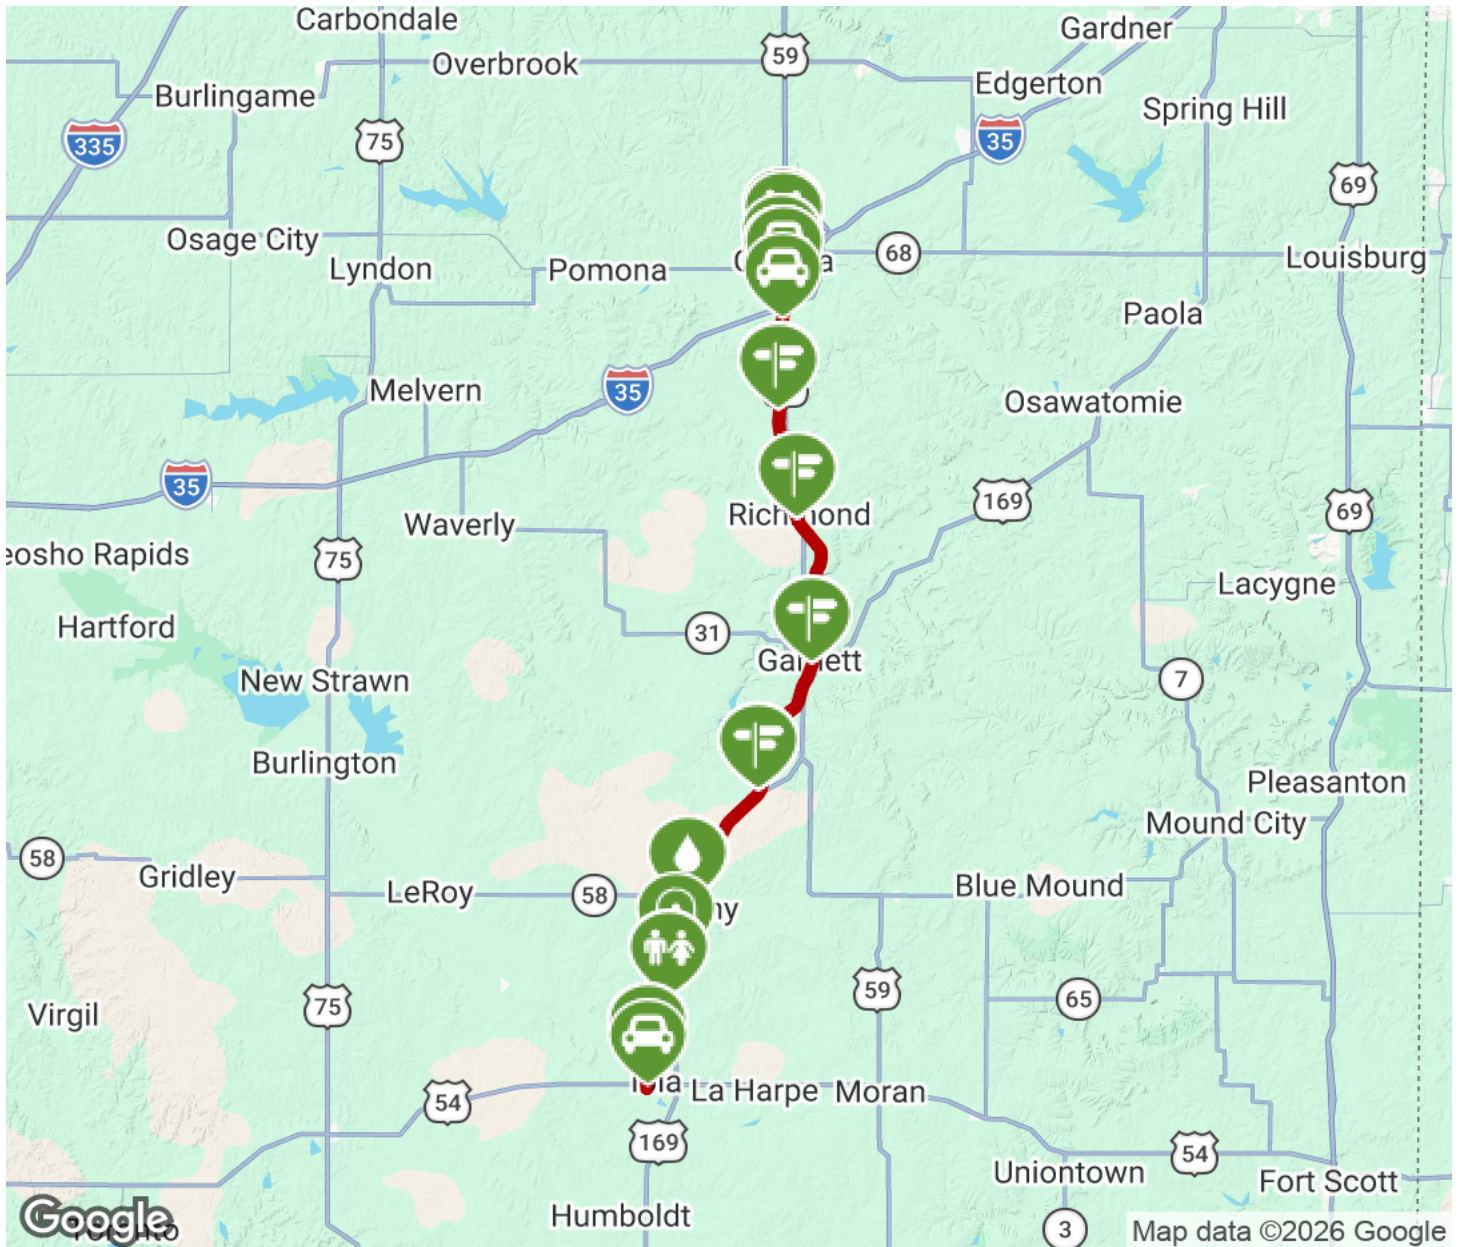 Carbondale
Gardner
59
Overbrook
Edgerton
Burlingame
Spring Hill
335
75
35
69
Osage City
Lyndon
Pomona
68
Louisburg
Paola
Melvern
35
Osawatomie
35
Waverly
Richmond
169
69
75
Lacygne
Hartford
31
Garnett
New Strawn
7
Burlington
Pleasanton
Mound City
58
Gridley
LeRoy
58
Blue Mound
Virgil
75
59
65
54
La Harpe
Moran
169
54
Uniontown
Fort Scott
Humboldt
3
Google
Map data ©2026 Google